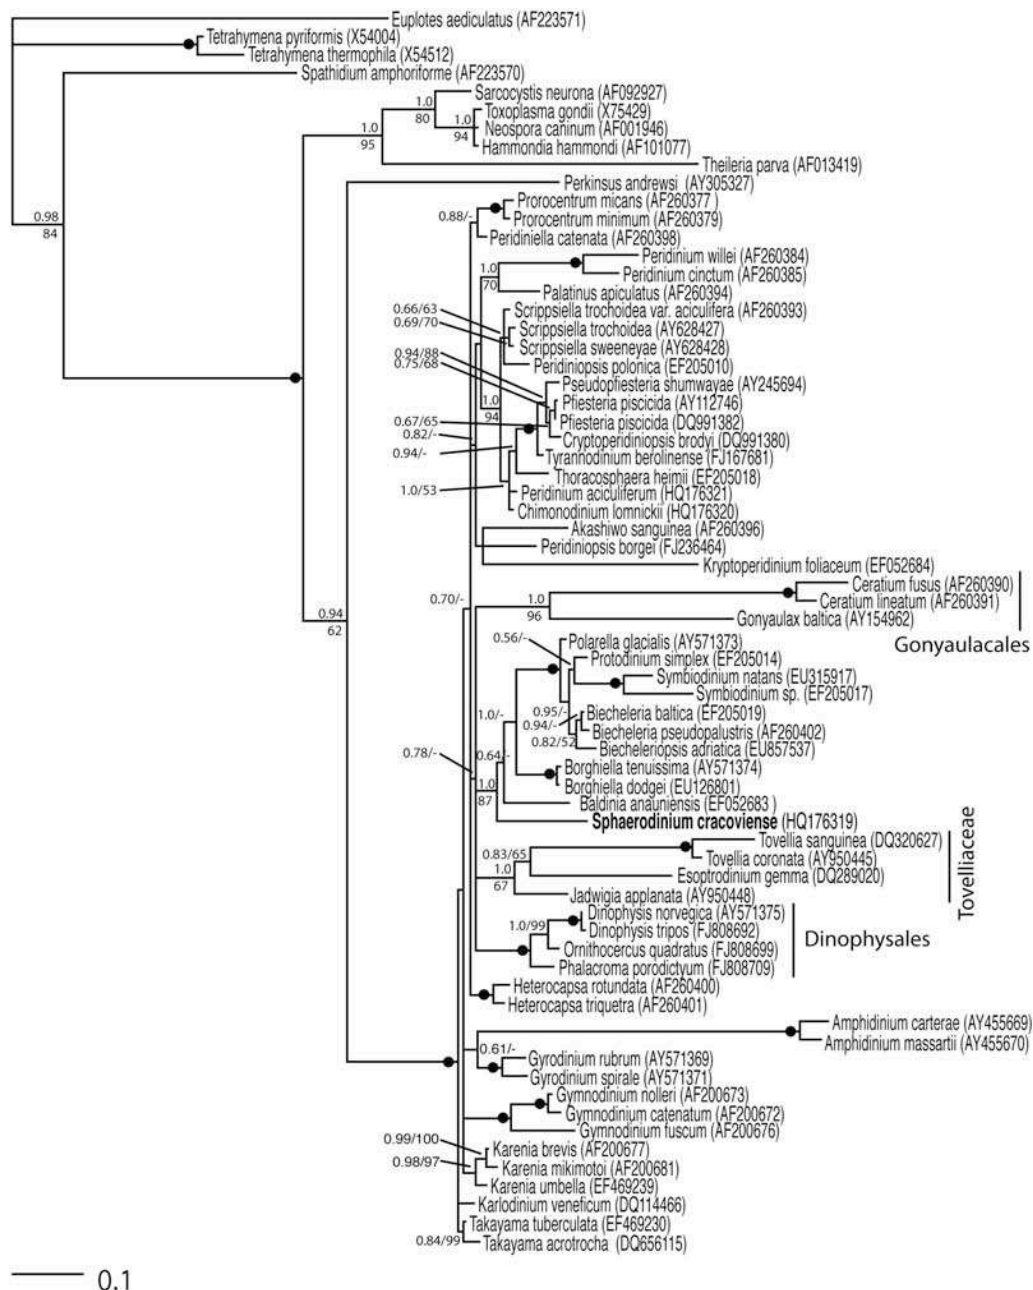 Euplotes aediculatus (AF223571)
Tetrahymena pyriformis (X54004)
Tetrahymena thermophila (X54512)
Spathidium amphoriforme (AF223570)
Sarcocystis neurona (AF092927)
1.0
80
Toxoplasma gondii (X75429)
1.0
94
Neospora caninum (AF001946)
Hammondia hammondi (AF101077)
1.0
95
Theileria parva (AF013419)
Perkinsus andrewsi (AY305327)
0.98
84
Prorocentrum micans (AF260377 )
0.88/-
Prorocentrum minimum (AF260379)
Peridiniella catenata (AF260398)
Peridinium willei (AF260384)
1.0
70
Peridinium cinctum (AF260385)
Palatinus apiculatus (AF260394)
0.66/63
Scrippsiella trochoidea var. aciculifera (AF260393)
0.69/70
Scrippsiella trochoidea (AY628427)
Scrippsiella sweeneyae (AY628428)
0.94/88
0.75/68
Peridiniopsis polonica (EF205010)
Pseudopfiesteria shumwayae (AY245694)
1.0
94
Pfiesteria piscicida (AY112746)
0.67/65
Pfiesteria piscicida (DQ991382)
0.82/-
Cryptoperidiniopsis brodyi (DQ991380)
0.94/-
Tyrannodinium berolinense (FJ167681)
Thoracosphaera heimii (EF205018)
1.0/53
Peridinium aciculiferum (HQ176321)
Chimonodinium lomnickii (HQ176320)
Akashiwo sanguinea (AF260396)
Peridiniopsis borgei (FJ236464)
Kryptoperidinium foliaceum (EF052684)
Ceratium fusus (AF260390)
0.70/-
1.0
96
Ceratium lineatum (AF260391)
0.94
62
Gonyaulax baltica (AY154962)
Gonyaulacales
0.56/-
Polarella glacialis (AY571373)
Protodinium simplex (EF205014)
Symbiodinium natans (EU315917)
Symbiodinium sp. (EF205017)
1.0/-
0.95/-
Biecheleria baltica (EF205019)
0.94/-
Biecheleria pseudopalustris (AF260402)
0.82/52
Biecheleriopsis adriatica (EU857537)
0.78/-
0.64/-
Borghiella tenuissima (AY571374)
1.0
87
Borghiella dodgei (EU126801)
Baldinia anauniensis (EF052683 )
Sphaerodinium cracoviense (HQ176319)
Tovellia sanguinea (DQ320627)
0.83/65
Tovellia coronata (AY950445)
1.0
67
Esoptrodinium gemma (DQ289020)
Jadwigia applanata (AY950448)
Tovelliaceae
Dinophysis norvegica (AY571375)
1.0/99
Dinophysis tripos (FJ808692)
Ornithocercus quadratus (FJ808699)
Phalacroma porodictyum (FJ808709)
Dinophysales
Heterocapsa rotundata (AF260400)
Heterocapsa triquetra (AF260401)
Amphidinium carterae (AY455669)
Amphidinium massartii (AY455670)
0.61/-
Gyrodinium rubrum (AY571369)
Gyrodinium spirale (AY571371)
Gymnodinium nolleri (AF200673)
Gymnodinium catenatum (AF200672)
Gymnodinium fuscum (AF200676)
0.99/100
Karenia brevis (AF200677)
0.98/97
Karenia mikimotoi (AF200681)
Karenia umbella (EF469239)
Karlodinium veneficum (DQ114466)
Takayama tuberculata (EF469230)
0.84/99
Takayama acrotrocha (DQ656115)
0.1